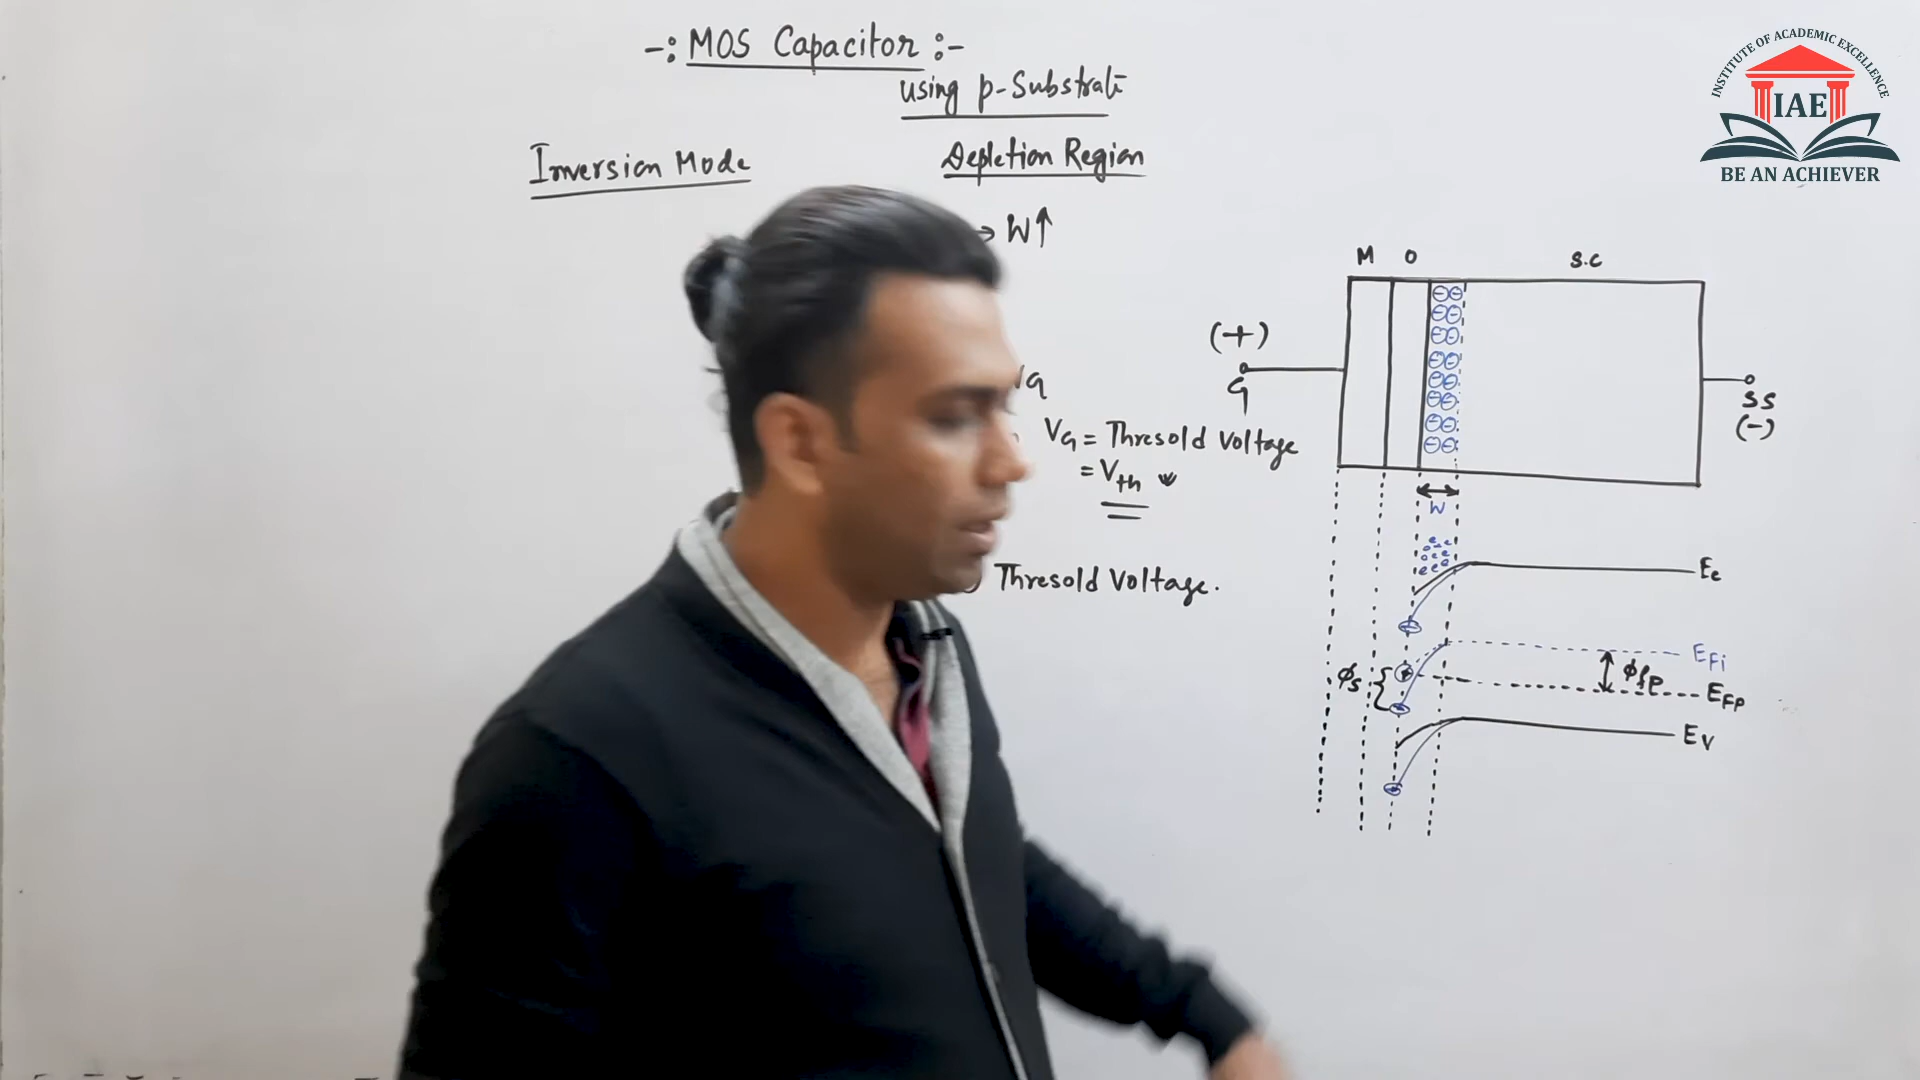 -: MOS Capacitor :-
using p-Substrate
Inversion Mode
Depletion Region
→ W↑
VG = Thresold Voltage
= Vth
Thresold Voltage.
M O S.C
(+)
G
SS
(-)
W
Ec
EFi
φs
φfp
EFP
EV
INSTITUTE OF ACADEMIC EXCELLENCE
IAE
BE AN ACHIEVER